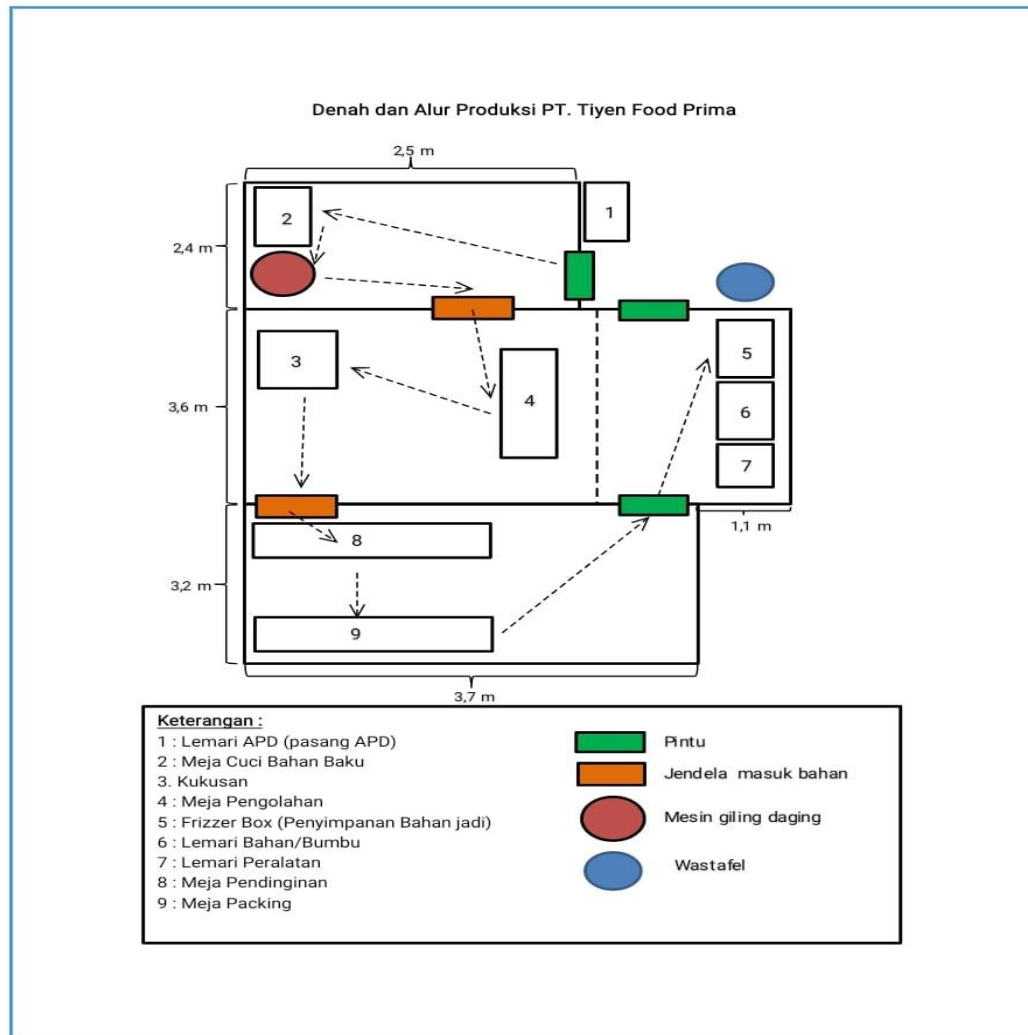 Denah dan Alur Produksi PT. Tiyen Food Prima
2,5 m
1
2
2,4 m
3
5
4
6
3,6 m
7
1,1 m
8
3,2 m
9
3,7 m
Keterangan :
1 : Lemari APD (pasang APD)
2 : Meja Cuci Bahan Baku
3. Kukusan
4 : Meja Pengolahan
5 : Frizzer Box (Penyimpanan Bahan jadi)
6 : Lemari Bahan/Bumbu
7 : Lemari Peralatan
8 : Meja Pendinginan
9 : Meja Packing
Pintu
Jendela masuk bahan
Mesin giling daging
Wastafel